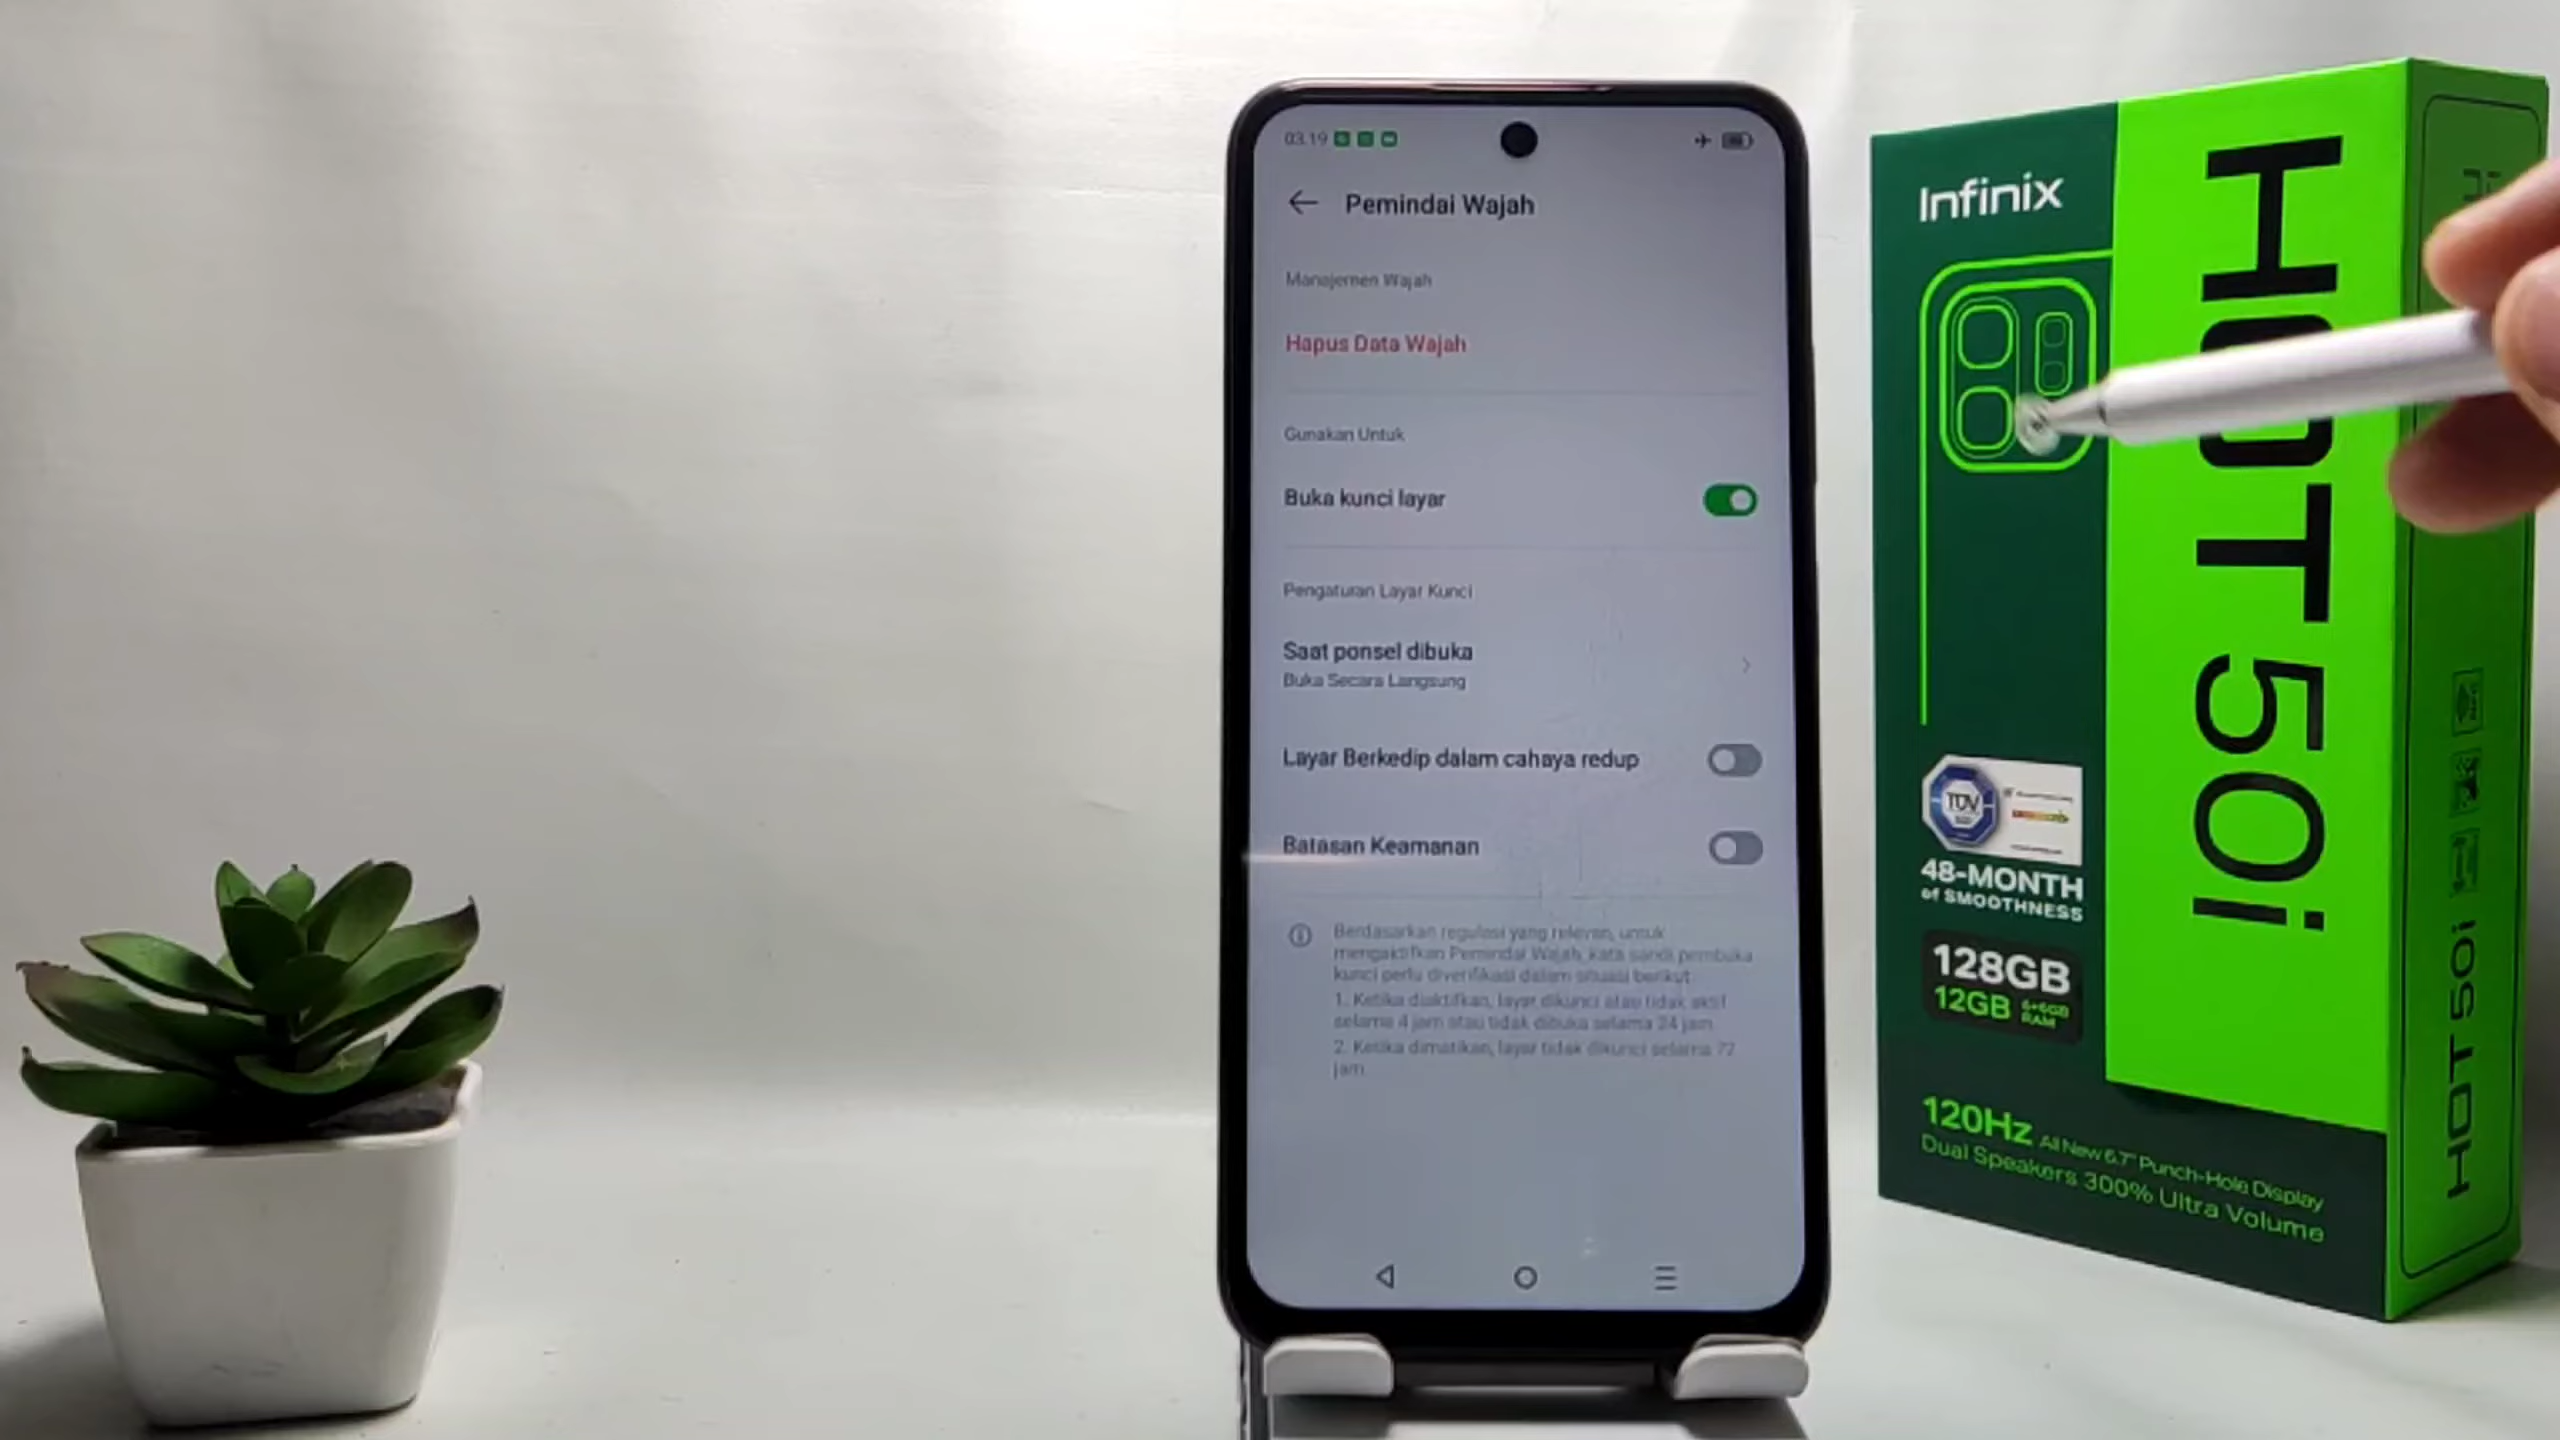 03.19
Pemindai Wajah
Manajemen Wajah
Hapus Data Wajah
Gunakan Untuk
Buka kunci layar
Pengaturan Layar Kunci
Saat ponsel dibuka
Buka Secara Langsung
Layar Berkedip dalam cahaya redup
Batasan Keamanan
Berdasarkan regulasi yang relevan, untuk
mengaktifkan Pemindai Wajah, kata sandi pembuka
kunci perlu diverifikasi dalam situasi berikut.
1. Ketika diaktifkan, layar dikunci atau tidak aktif
selama 4 jam atau tidak dibuka selama 24 jam.
2. Ketika dimatikan, layar tidak dikunci selama 72
jam.
Infinix
HOT 50i
TÜV
48-MONTH
of SMOOTHNESS
128GB
12GB 6+6GB
RAM
120Hz All New 6.7" Punch-Hole Display
Dual Speakers 300% Ultra Volume
HOT 50i